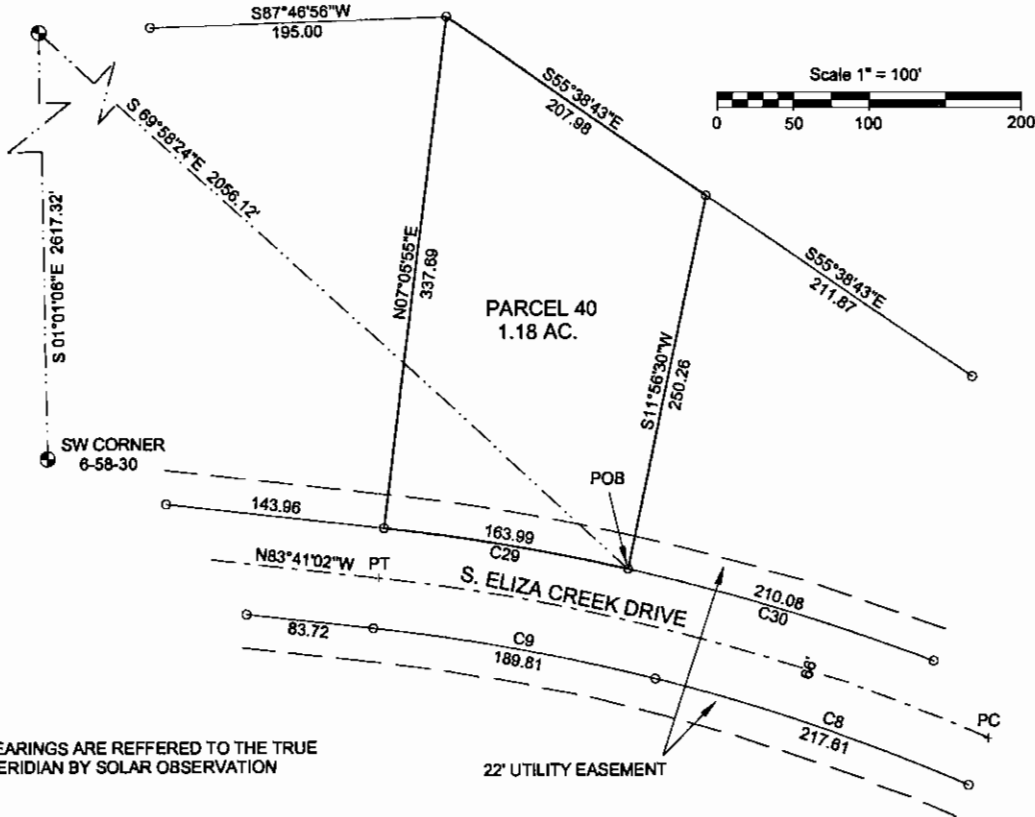 S87°46'56"W
195.00
Scale 1" = 100'
0 50 100 200
S55°38'43"E
207.98
S 69°58'24"E 2056.12'
S 01°01'06"E 2617.32'
N07°05'55"E
337.69
PARCEL 40
1.18 AC.
S55°38'43"E
211.87
S11°56'30"W
250.26
SW CORNER
6-58-30
POB
143.96
163.99
C29
N83°41'02"W PT
S. ELIZA CREEK DRIVE
210.08
C30
83.72
C9
189.81
66'
PC
C8
217.61
EARINGS ARE REFFERED TO THE TRUE
ERIDIAN BY SOLAR OBSERVATION
22' UTILITY EASEMENT